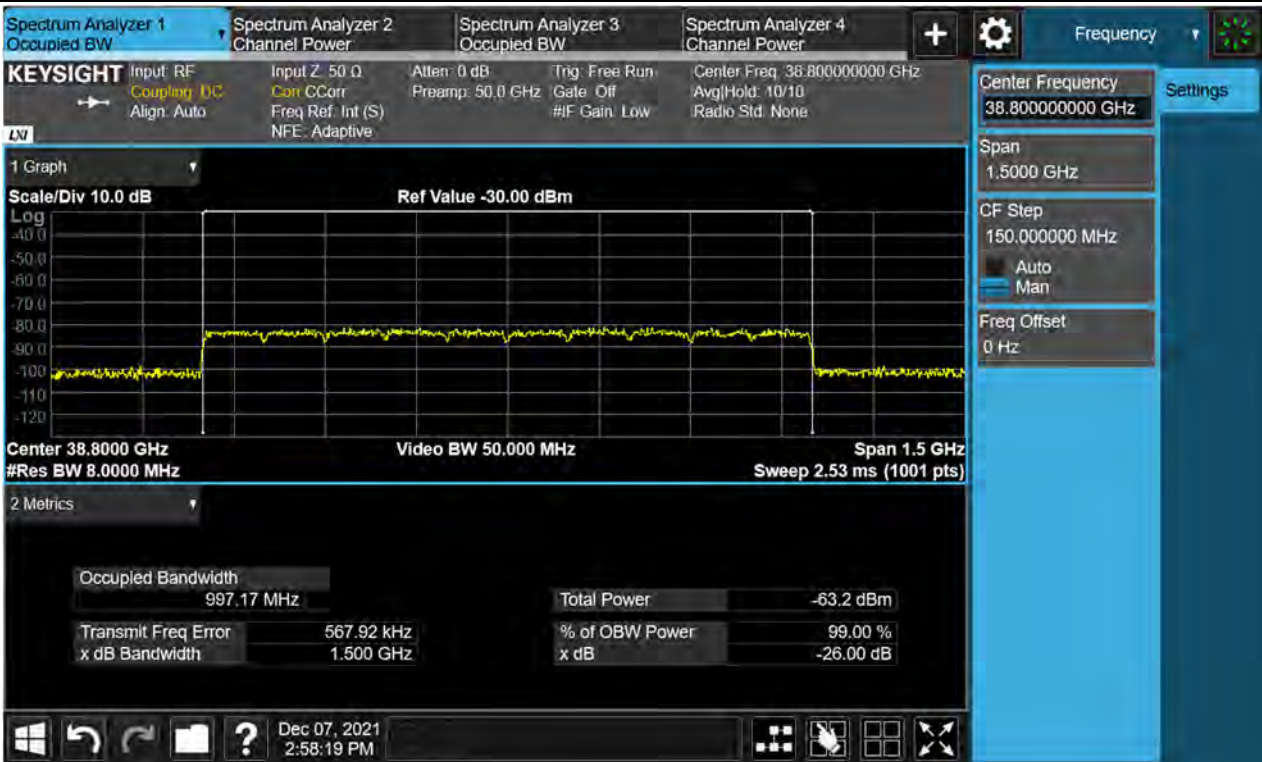 Spectrum Analyzer 1
Occupied BW
Spectrum Analyzer 2
Channel Power
Spectrum Analyzer 3
Occupied BW
Spectrum Analyzer 4
Channel Power
+
Frequency
KEYSIGHT
LXI
Input: RF
Coupling: DC
Align: Auto
Input Z: 50 Ω
Corr CCorr
Freq Ref: Int (S)
NFE: Adaptive
Atten: 0 dB
Preamp: 50.0 GHz
Trig: Free Run
Gate: Off
#IF Gain: Low
Center Freq: 38.800000000 GHz
Avg|Hold: 10/10
Radio Std: None
Center Frequency
38.800000000 GHz
Settings
Span
1.5000 GHz
CF Step
150.000000 MHz
Auto
Man
Freq Offset
0 Hz
1 Graph
Scale/Div 10.0 dB
Ref Value -30.00 dBm
Log
-40.0
-50.0
-60.0
-70.0
-80.0
-90.0
-100
-110
-120
Center 38.8000 GHz
#Res BW 8.0000 MHz
Video BW 50.000 MHz
Span 1.5 GHz
Sweep 2.53 ms (1001 pts)
2 Metrics
Occupied Bandwidth
997.17 MHz
Total Power -63.2 dBm
Transmit Freq Error 567.92 kHz
% of OBW Power 99.00 %
x dB Bandwidth 1.500 GHz
x dB -26.00 dB
?
Dec 07, 2021
2:58:19 PM